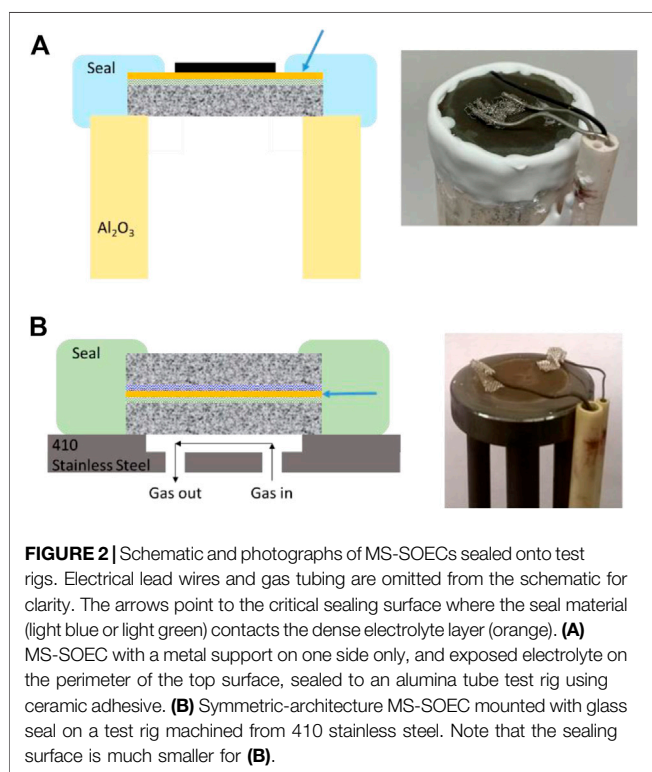 A
Seal
Al₂O₃
B
Seal
410
Stainless Steel
Gas out
Gas in
FIGURE 2 | Schematic and photographs of MS-SOECs sealed onto test
rigs. Electrical lead wires and gas tubing are omitted from the schematic for
clarity. The arrows point to the critical sealing surface where the seal material
(light blue or light green) contacts the dense electrolyte layer (orange). (A)
MS-SOEC with a metal support on one side only, and exposed electrolyte on
the perimeter of the top surface, sealed to an alumina tube test rig using
ceramic adhesive. (B) Symmetric-architecture MS-SOEC mounted with glass
seal on a test rig machined from 410 stainless steel. Note that the sealing
surface is much smaller for (B).